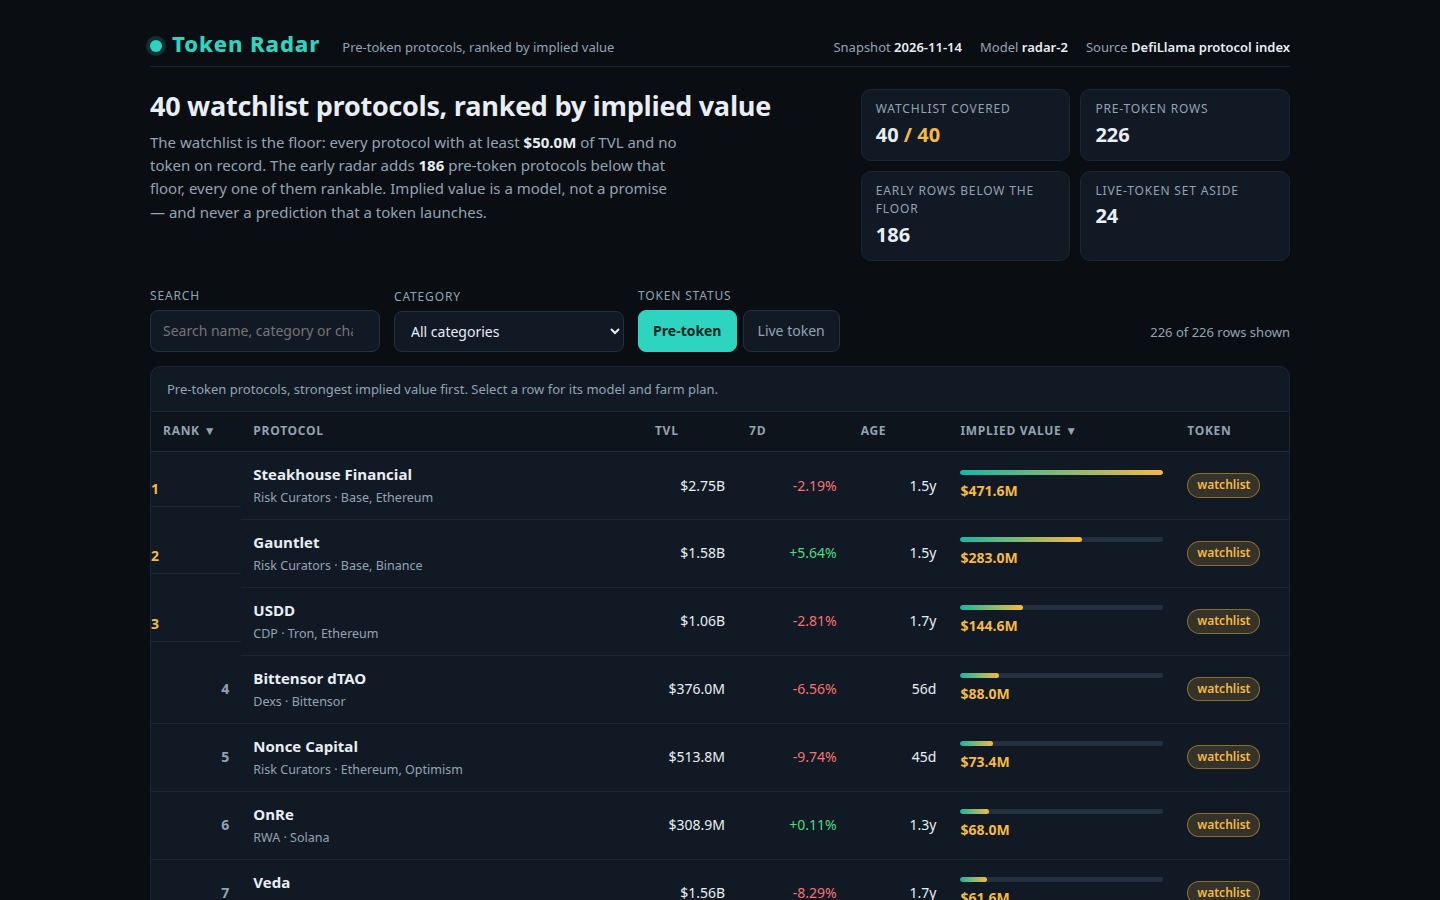 Token Radar
Pre-token protocols, ranked by implied value
Snapshot 2026-11-14 Model radar-2 Source DefiLlama protocol index
40 watchlist protocols, ranked by implied value
The watchlist is the floor: every protocol with at least $50.0M of TVL and no
token on record. The early radar adds 186 pre-token protocols below that
floor, every one of them rankable. Implied value is a model, not a promise
— and never a prediction that a token launches.
WATCHLIST COVERED
40 / 40
PRE-TOKEN ROWS
226
EARLY ROWS BELOW THE
FLOOR
186
LIVE-TOKEN SET ASIDE
24
SEARCH
Search name, category or cha
CATEGORY
All categories
TOKEN STATUS
Pre-token
Live token
226 of 226 rows shown
Pre-token protocols, strongest implied value first. Select a row for its model and farm plan.
RANK ▼ PROTOCOL TVL 7D AGE IMPLIED VALUE ▼ TOKEN
1 Steakhouse Financial $2.75B -2.19% 1.5y $471.6M watchlist
Risk Curators · Base, Ethereum
2 Gauntlet $1.58B +5.64% 1.5y $283.0M watchlist
Risk Curators · Base, Binance
3 USDD $1.06B -2.81% 1.7y $144.6M watchlist
CDP · Tron, Ethereum
4 Bittensor dTAO $376.0M -6.56% 56d $88.0M watchlist
Dexs · Bittensor
5 Nonce Capital $513.8M -9.74% 45d $73.4M watchlist
Risk Curators · Ethereum, Optimism
6 OnRe $308.9M +0.11% 1.3y $68.0M watchlist
RWA · Solana
7 Veda $1.56B -8.29% 1.7y $61.6M watchlist